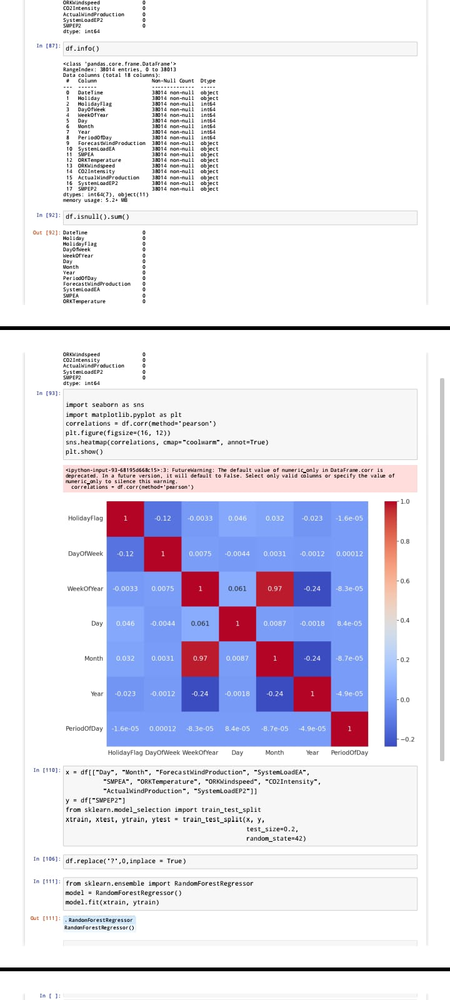 ORKWindspeed 0
CO2Intensity 0
ActualWindProduction 0
SystemLoadEP2 0
SMPEP2 0
dtype: int64
In [87]: df.info()
<class 'pandas.core.frame.DataFrame'>
RangeIndex: 38014 entries, 0 to 38013
Data columns (total 18 columns):
# Column Non-Null Count Dtype
--- ------ -------------- -----
0 DateTime 38014 non-null object
1 Holiday 38014 non-null object
2 HolidayFlag 38014 non-null int64
3 DayOfWeek 38014 non-null int64
4 WeekOfYear 38014 non-null int64
5 Day 38014 non-null int64
6 Month 38014 non-null int64
7 Year 38014 non-null int64
8 PeriodOfDay 38014 non-null int64
9 ForecastWindProduction 38014 non-null object
10 SystemLoadEA 38014 non-null object
11 SMPEA 38014 non-null object
12 ORKTemperature 38014 non-null object
13 ORKWindspeed 38014 non-null object
14 CO2Intensity 38014 non-null object
15 ActualWindProduction 38014 non-null object
16 SystemLoadEP2 38014 non-null object
17 SMPEP2 38014 non-null object
dtypes: int64(7), object(11)
memory usage: 5.2+ MB
In [92]: df.isnull().sum()
Out [92]: DateTime 0
Holiday 0
HolidayFlag 0
DayOfWeek 0
WeekOfYear 0
Day 0
Month 0
Year 0
PeriodOfDay 0
ForecastWindProduction 0
SystemLoadEA 0
SMPEA 0
ORKTemperature 0
ORKWindspeed 0
CO2Intensity 0
ActualWindProduction 0
SystemLoadEP2 0
SMPEP2 0
dtype: int64
In [93]:
import seaborn as sns
import matplotlib.pyplot as plt
correlations = df.corr(method='pearson')
plt.figure(figsize=(16, 12))
sns.heatmap(correlations, cmap="coolwarm", annot=True)
plt.show()
<ipython-input-93-68195d668c15>:3: FutureWarning: The default value of numeric_only in DataFrame.corr is
deprecated. In a future version, it will default to False. Select only valid columns or specify the value of
numeric_only to silence this warning.
correlations = df.corr(method='pearson')
HolidayFlag 1 -0.12 -0.0033 0.046 0.032 -0.023 -1.6e-05
DayOfWeek -0.12 1 0.0075 -0.0044 0.0031 -0.0012 0.00012
WeekOfYear -0.0033 0.0075 1 0.061 0.97 -0.24 -8.3e-05
Day 0.046 -0.0044 0.061 1 0.0087 -0.0018 8.4e-05
Month 0.032 0.0031 0.97 0.0087 1 -0.24 -8.7e-05
Year -0.023 -0.0012 -0.24 -0.0018 -0.24 1 -4.9e-05
PeriodOfDay -1.6e-05 0.00012 -8.3e-05 8.4e-05 -8.7e-05 -4.9e-05 1
HolidayFlag DayOfWeek WeekOfYear Day Month Year PeriodOfDay
1.0
0.8
0.6
0.4
0.2
0.0
−0.2
In [110]: x = df[["Day", "Month", "ForecastWindProduction", "SystemLoadEA",
"SMPEA", "ORKTemperature", "ORKWindspeed", "CO2Intensity",
"ActualWindProduction", "SystemLoadEP2"]]
y = df["SMPEP2"]
from sklearn.model_selection import train_test_split
xtrain, xtest, ytrain, ytest = train_test_split(x, y,
test_size=0.2,
random_state=42)
In [106]: df.replace('?',0,inplace = True)
In [111]: from sklearn.ensemble import RandomForestRegressor
model = RandomForestRegressor()
model.fit(xtrain, ytrain)
Out [111]: . RandomForestRegressor
RandomForestRegressor()
In [ ]: